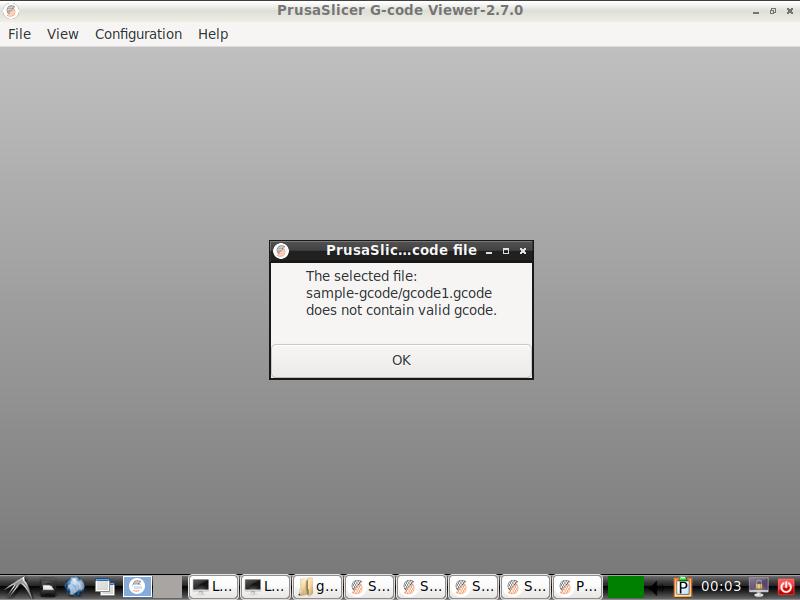 PrusaSlicer G-code Viewer-2.7.0
File View Configuration Help
PrusaSlic...code file
The selected file:
sample-gcode/gcode1.gcode
does not contain valid gcode.
OK
L... L... g... S... S... S... S... P... P 00:03